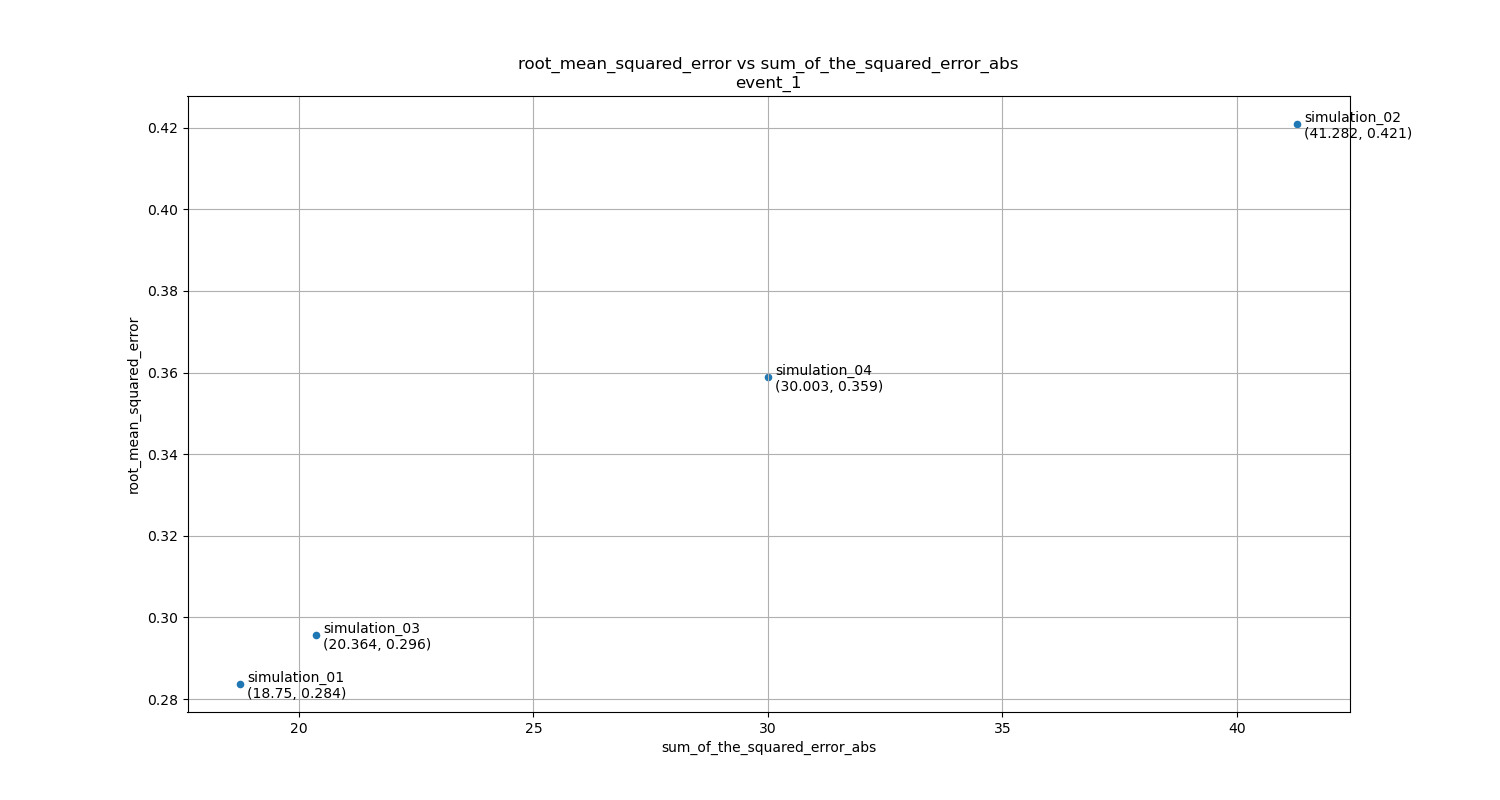 root_mean_squared_error vs sum_of_the_squared_error_abs
event_1
simulation_02
(41.282, 0.421)
0.42
0.40
0.38
simulation_04
(30.003, 0.359)
0.36
root_mean_squared_error
0.34
0.32
0.30
simulation_03
(20.364, 0.296)
simulation_01
(18.75, 0.284)
0.28
20
25
30
35
40
sum_of_the_squared_error_abs